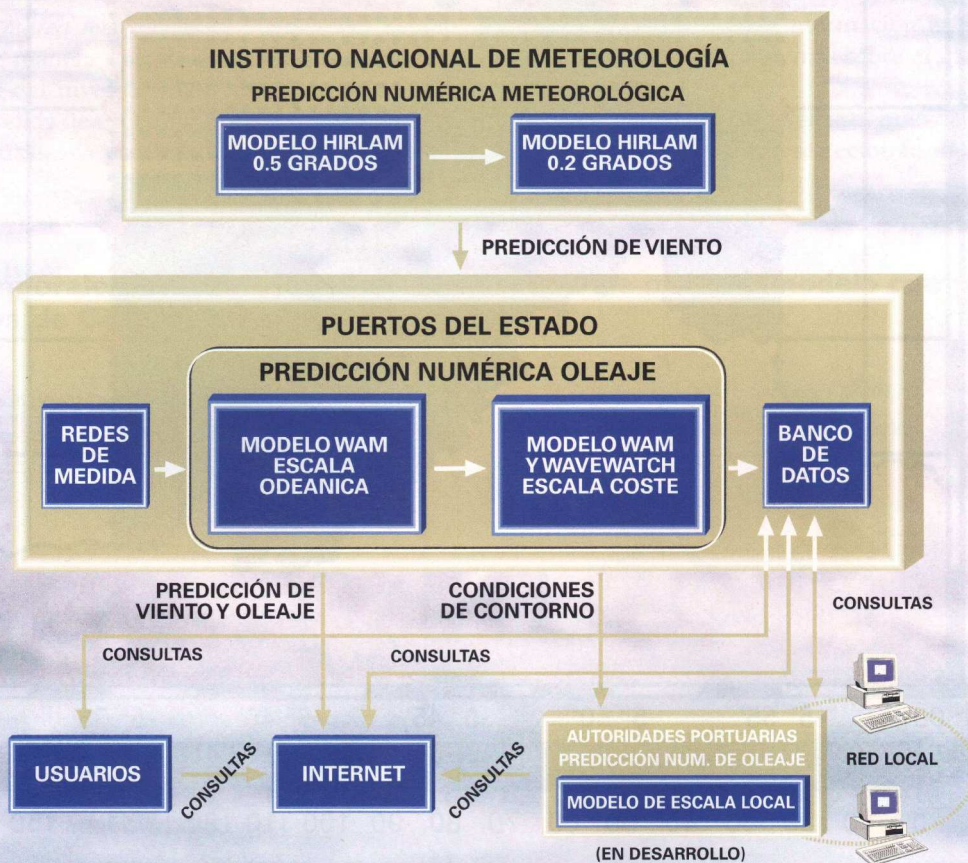 INSTITUTO NACIONAL DE METEOROLOGÍA
PREDICCIÓN NUMÉRICA METEOROLÓGICA
MODELO HIRLAM
0.5 GRADOS
MODELO HIRLAM
0.2 GRADOS
PREDICCIÓN DE VIENTO
PUERTOS DEL ESTADO
PREDICCIÓN NUMÉRICA OLEAJE
REDES
DE
MEDIDA
MODELO WAM
ESCALA
ODEANICA
MODELO WAM
Y WAVEWATCH
ESCALA COSTE
BANCO
DE
DATOS
PREDICCIÓN DE
VIENTO Y OLEAJE
CONDICIONES
DE CONTORNO
CONSULTAS
CONSULTAS
CONSULTAS
USUARIOS
CONSULTAS
INTERNET
CONSULTAS
AUTORIDADES PORTUARIAS
PREDICCIÓN NUM. DE OLEAJE
MODELO DE ESCALA LOCAL
(EN DESARROLLO)
RED LOCAL